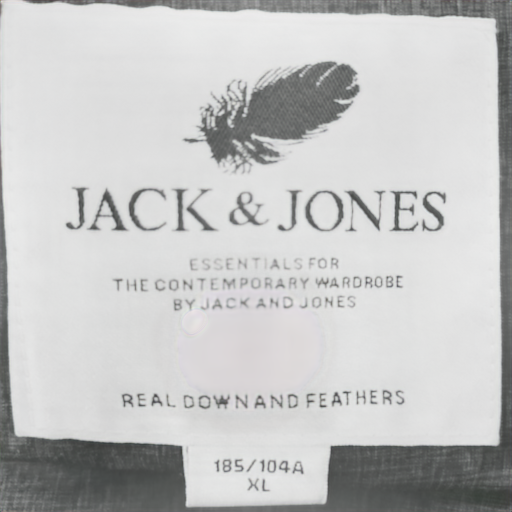 JACK & JONES
ESSENTIALS FOR
THE CONTEMPORARY WARDROBE
BY JACK AND JONES
REAL DOWN AND FEATHERS
185/104A
XL